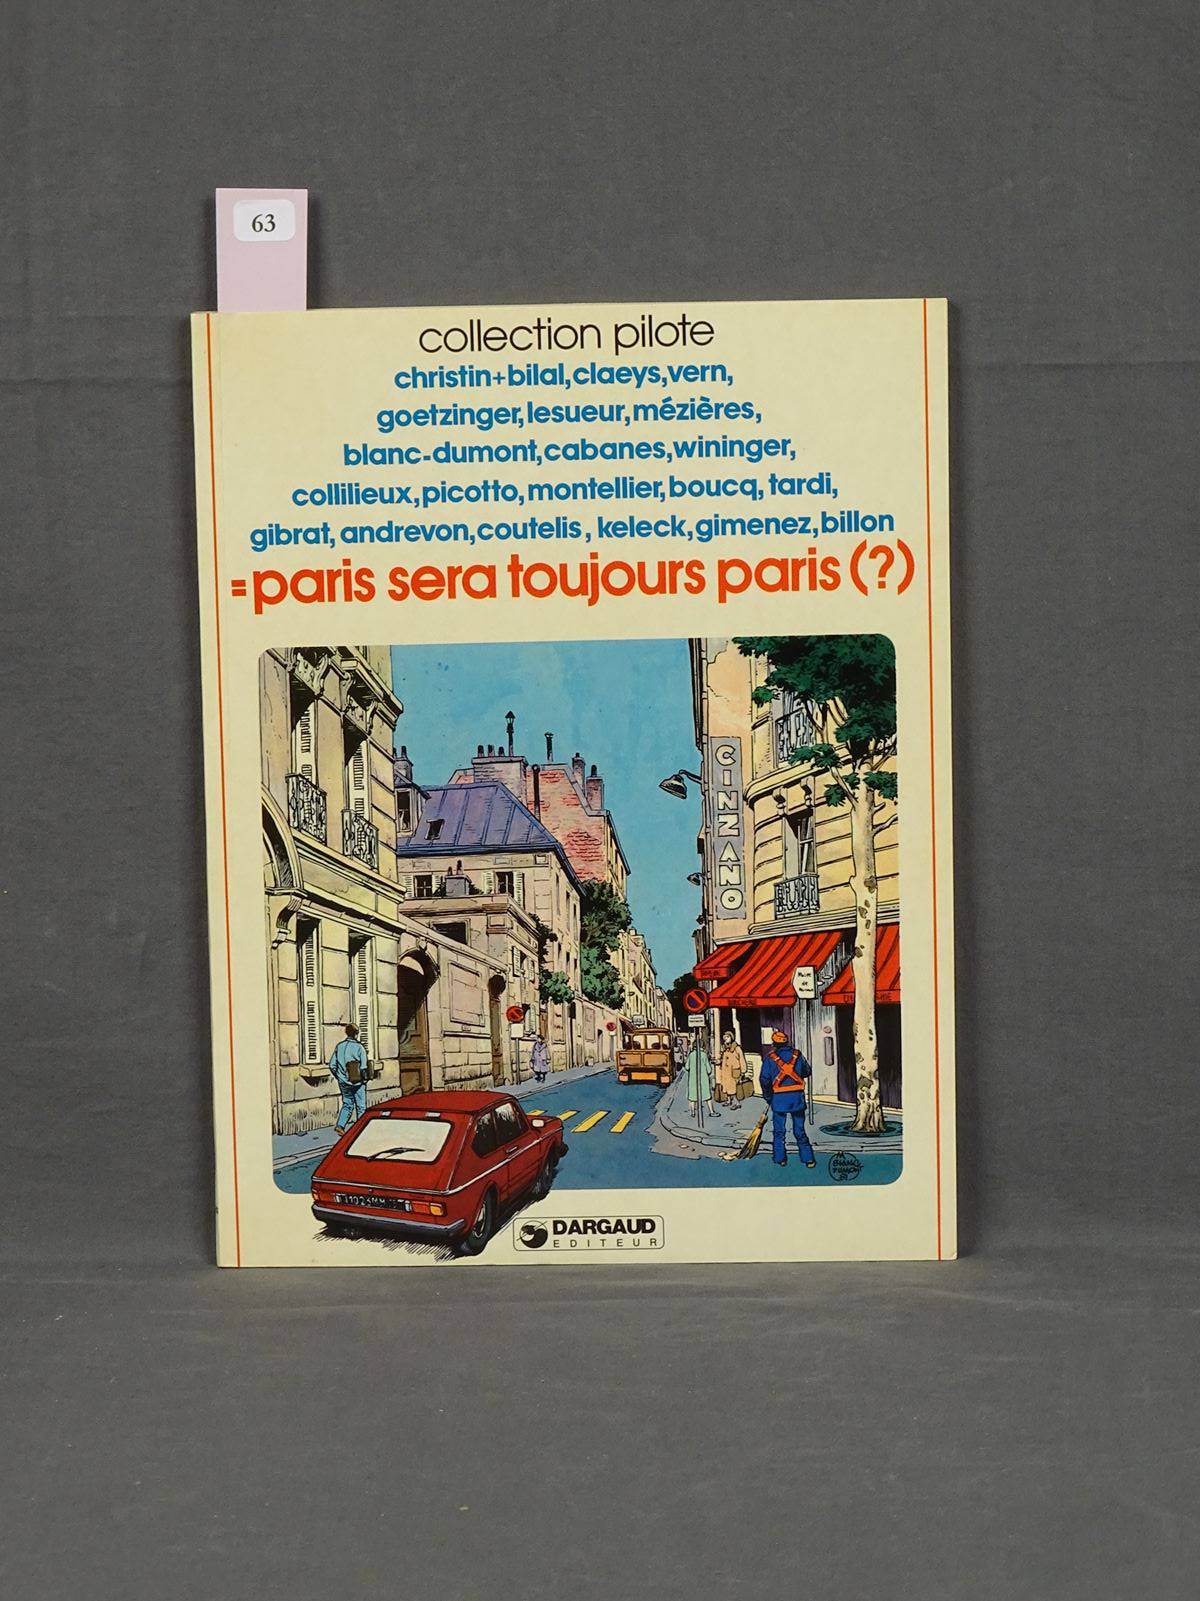 63
collection pilote
christin+bilal,claeys,vern,
goetzinger,lesueur,mézières,
blanc-dumont,cabanes,wininger,
collilieux,picotto,montellier,boucq, tardi,
gibrat, andrevon,coutelis, keleck,gimenez,billon
=paris sera toujours paris (?)
CINZANO
BOUCHERIE
DARGAUD
EDITEUR